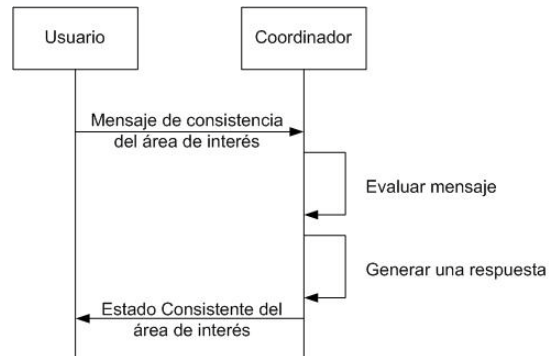 Usuario
Coordinador
Mensaje de consistencia
del área de interés
Evaluar mensaje
Generar una respuesta
Estado Consistente del
área de interés